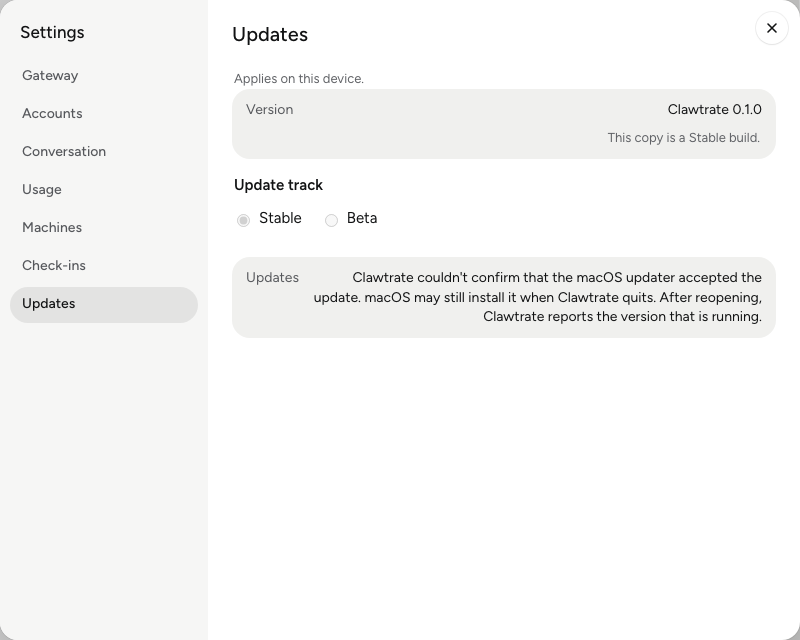 Settings
Gateway
Accounts
Conversation
Usage
Machines
Check-ins
Updates
Updates
Applies on this device.
Version
Clawtrate 0.1.0
This copy is a Stable build.
Update track
Stable
Beta
Updates
Clawtrate couldn't confirm that the macOS updater accepted the
update. macOS may still install it when Clawtrate quits. After reopening,
Clawtrate reports the version that is running.